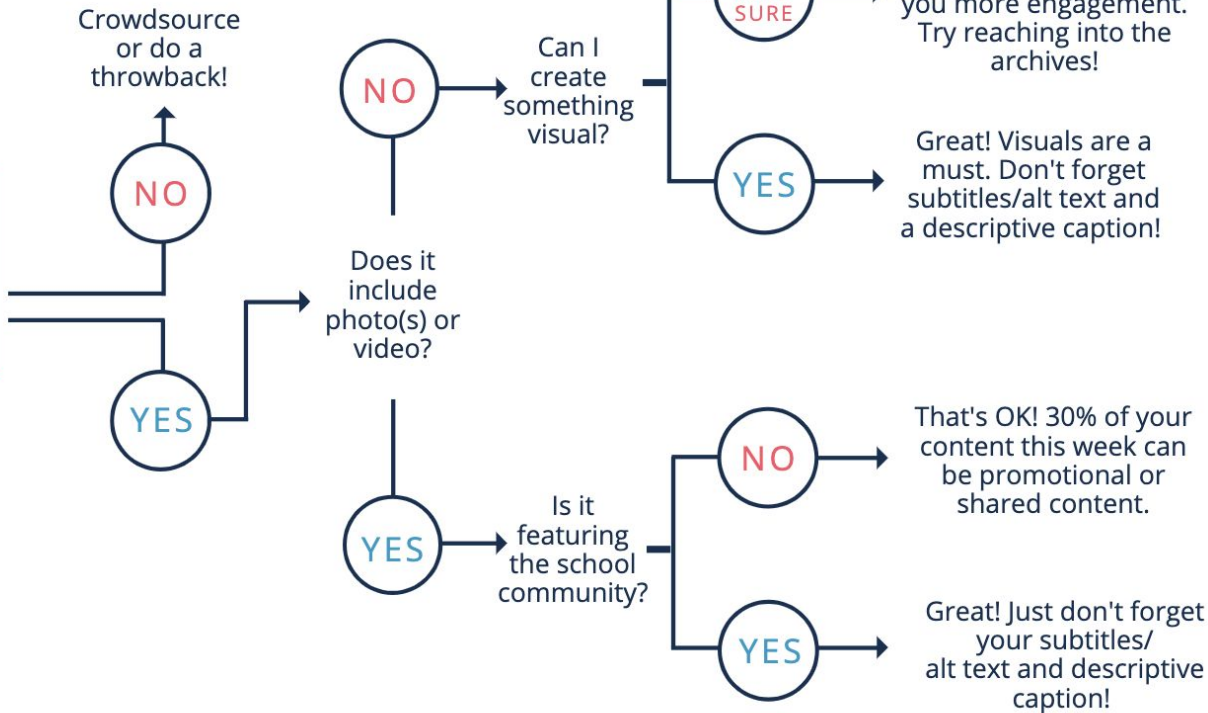 Crowdsource
or do a
throwback!
NO
YES
Does it
include
photo(s) or
video?
NO
Can I
create
something
visual?
SURE
you more engagement.
Try reaching into the
archives!
YES
Great! Visuals are a
must. Don't forget
subtitles/alt text and
a descriptive caption!
YES
Is it
featuring
the school
community?
NO
That's OK! 30% of your
content this week can
be promotional or
shared content.
YES
Great! Just don't forget
your subtitles/
alt text and descriptive
caption!